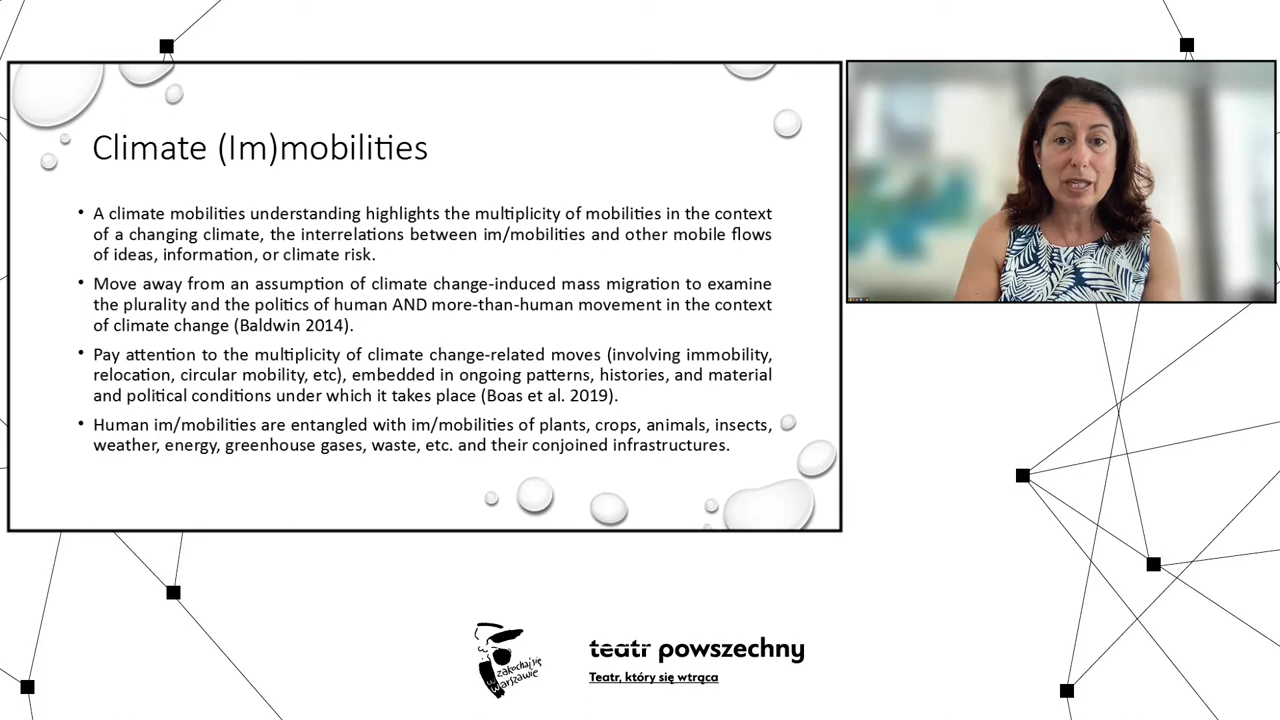 Climate (Im)mobilities
• A climate mobilities understanding highlights the multiplicity of mobilities in the context
of a changing climate, the interrelations between im/mobilities and other mobile flows
of ideas, information, or climate risk.
• Move away from an assumption of climate change-induced mass migration to examine
the plurality and the politics of human AND more-than-human movement in the context
of climate change (Baldwin 2014).
• Pay attention to the multiplicity of climate change-related moves (involving immobility,
relocation, circular mobility, etc), embedded in ongoing patterns, histories, and material
and political conditions under which it takes place (Boas et al. 2019).
• Human im/mobilities are entangled with im/mobilities of plants, crops, animals, insects,
weather, energy, greenhouse gases, waste, etc. and their conjoined infrastructures.
zakochaj się
w warszawie
teatr powszechny
Teatr, który się wtrąca